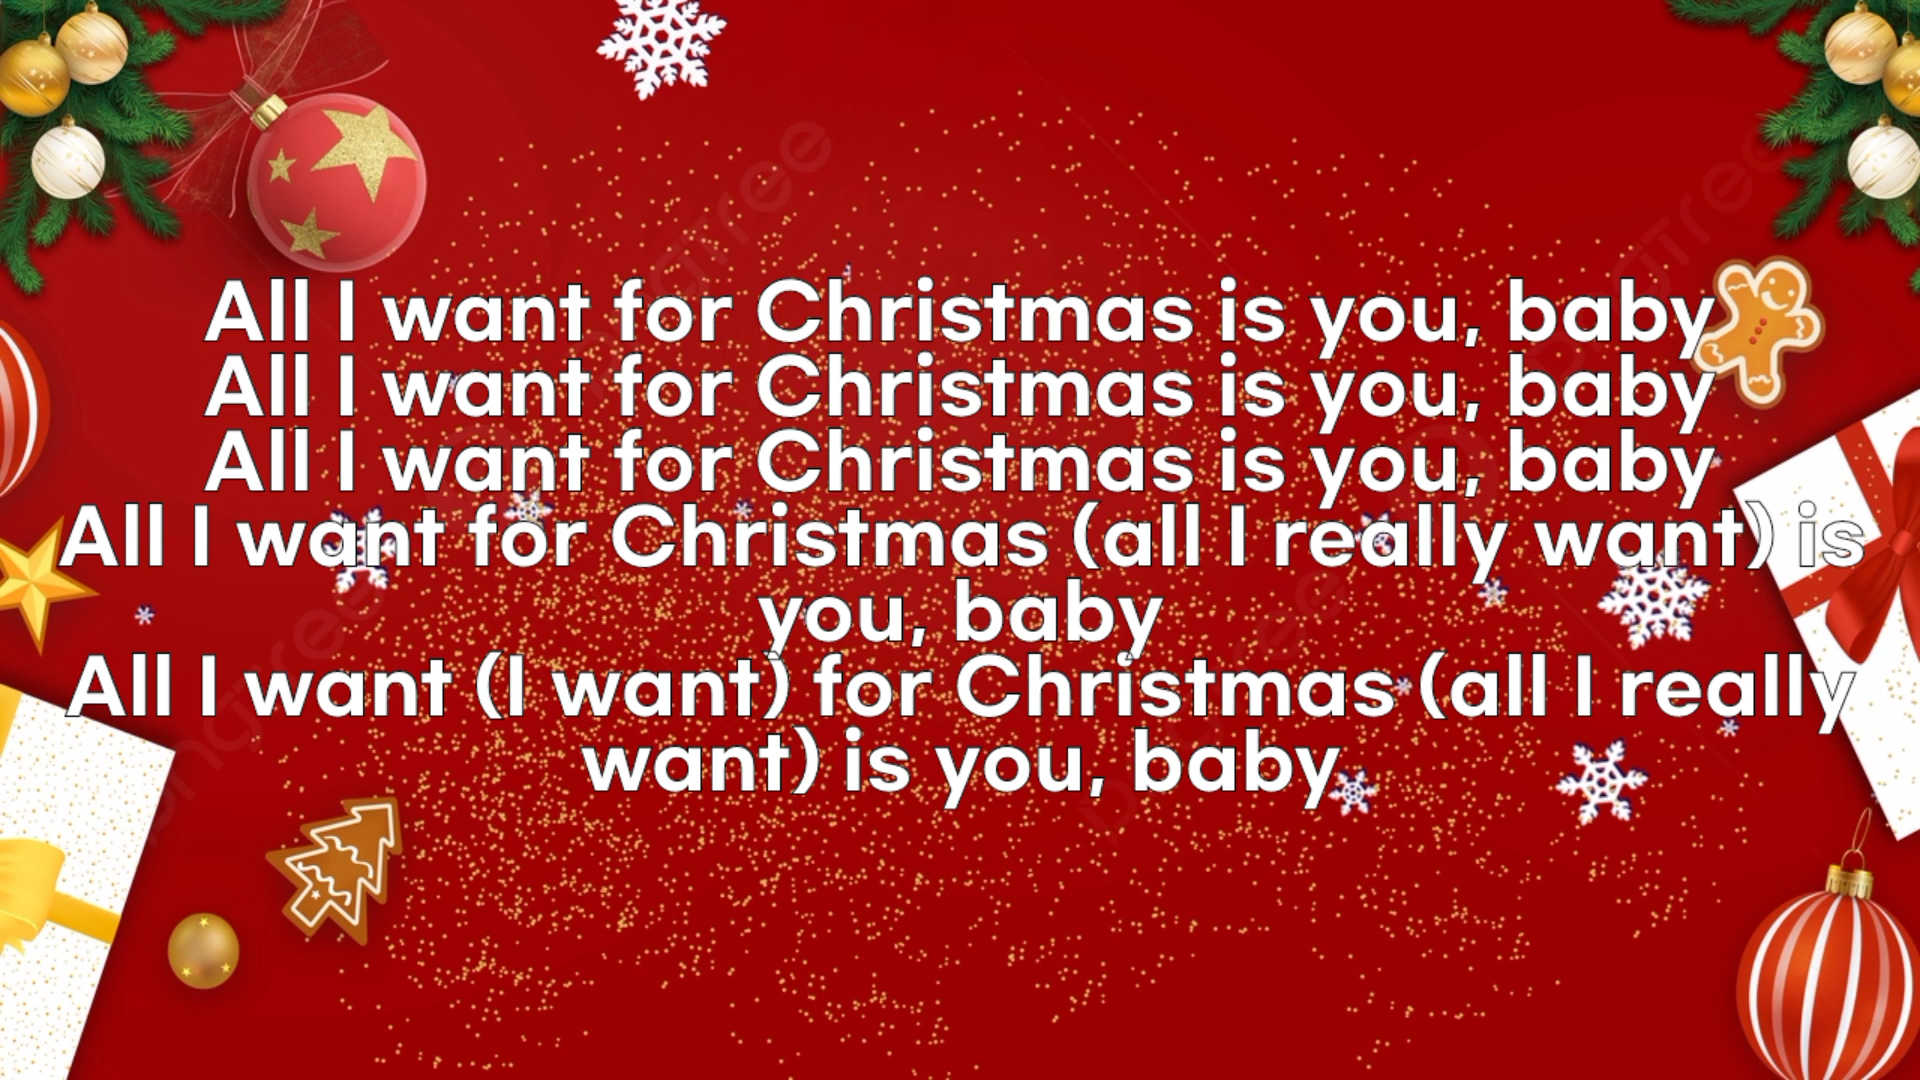 All I want for Christmas is you, baby
All I want for Christmas is you, baby
All I want for Christmas is you, baby
All I want for Christmas (all I really want) is
you, baby
All I want (I want) for Christmas (all I really
want) is you, baby